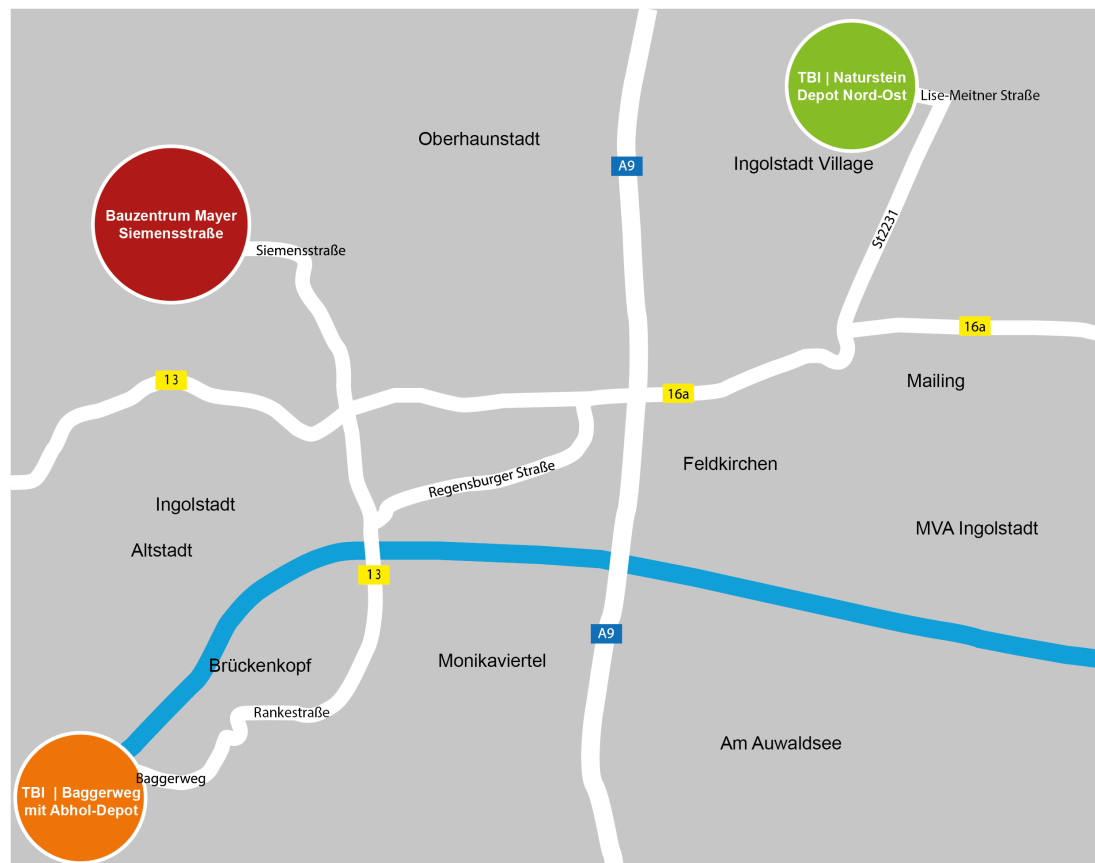 TBI | Naturstein
Depot Nord-Ost
Lise-Meitner Straße
Oberhaunstadt
A9
Ingolstadt Village
Bauzentrum Mayer
Siemensstraße
Siemensstraße
St2231
16a
13
16a
Mailing
Feldkirchen
Regensburger Straße
Ingolstadt
MVA Ingolstadt
Altstadt
13
A9
Monikaviertel
Brückenkopf
Rankestraße
Am Auwaldsee
Baggerweg
TBI | Baggerweg
mit Abhol-Depot